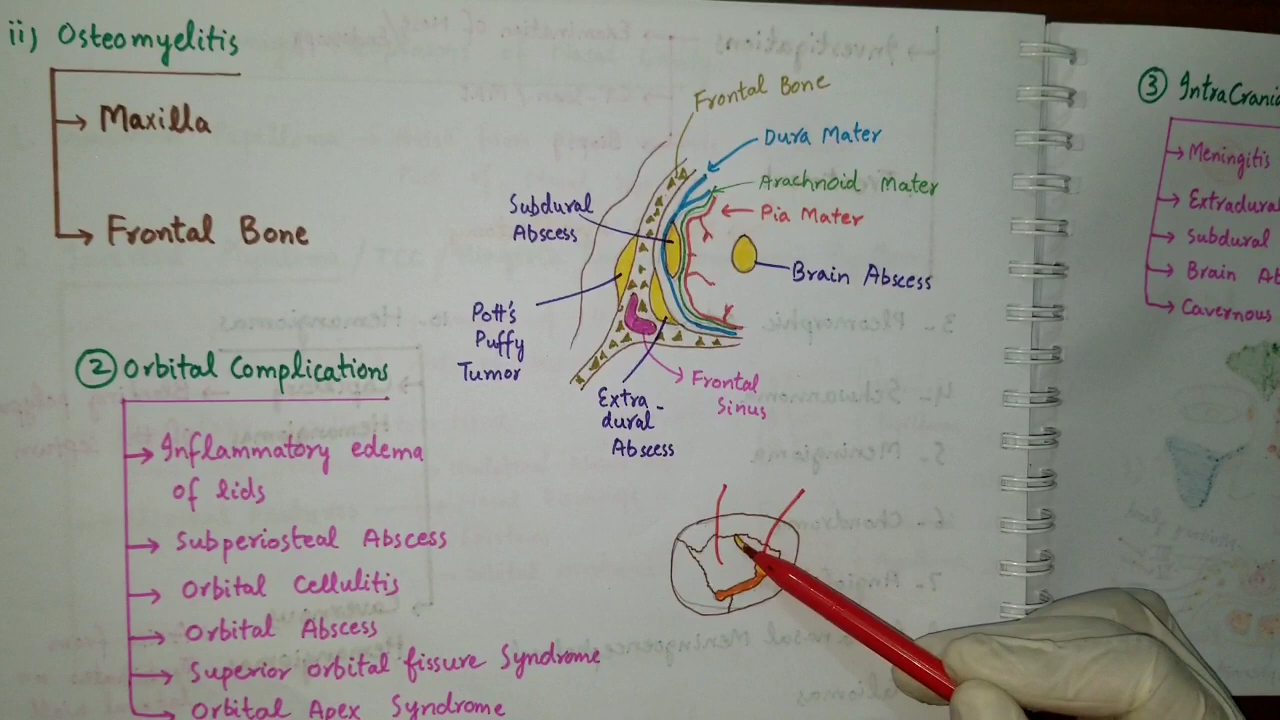 ii) Osteomyelitis
Maxilla
Frontal Bone
Frontal Bone
Dura Mater
Arachnoid Mater
Pia Mater
Subdural
Abscess
Brain Abscess
Pott's
Puffy
Tumor
Extra-
dural
Abscess
Frontal
Sinus
② Orbital Complications
Inflammatory edema
of lids
Subperiosteal Abscess
Orbital Cellulitis
Orbital Abscess
Superior orbital fissure Syndrome
Orbital Apex Syndrome
③ IntraCrania
Meningitis
Extradural
Subdural
Brain Ab
Cavernous